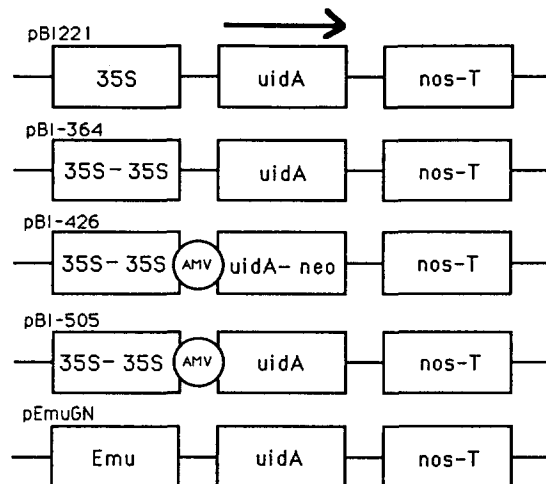 pBI221
35S uidA nos-T
pBI-364
35S-35S uidA nos-T
pBI-426
35S-35S AMV uidA-neo nos-T
pBI-505
35S-35S AMV uidA nos-T
pEmuGN
Emu uidA nos-T